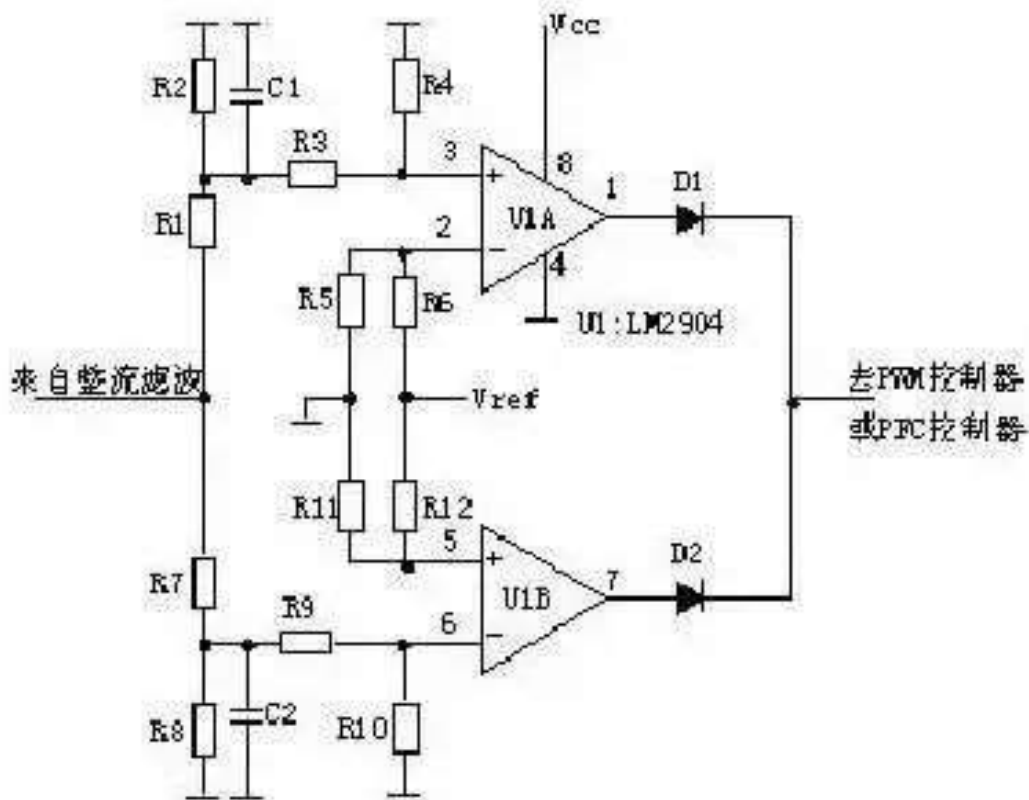 Vcc
R2
C1
R4
R3
3
8
1
D1
R1
2
U1A
4
R5
R6
U1:LM2904
来自整流滤波
Vref
去PWM控制器
或PFC控制器
R11
R12
5
D2
R7
R9
U1B
7
6
R8
C2
R10